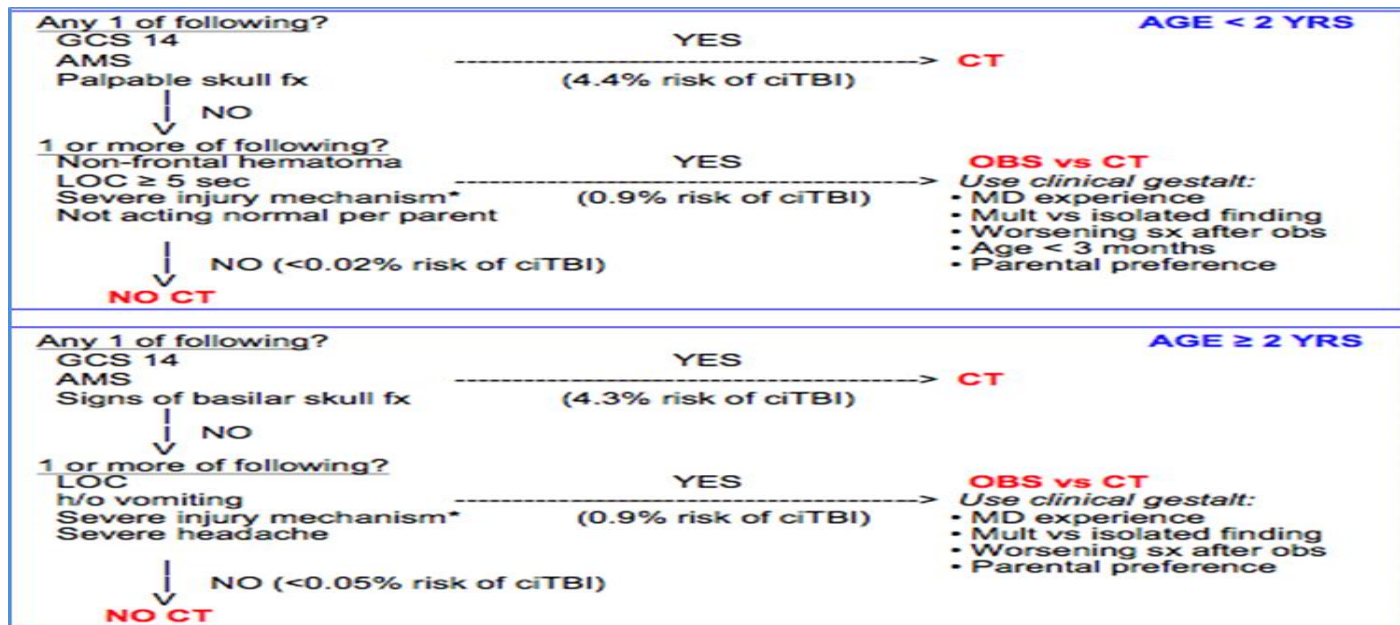 Any 1 of following?
AGE < 2 YRS
GCS 14
YES
AMS
-----------------------------------------------> CT
Palpable skull fx
(4.4% risk of ciTBI)
NO
1 or more of following?
Non-frontal hematoma
YES
OBS vs CT
LOC ≥ 5 sec
-----------------------------------------------> Use clinical gestalt:
Severe injury mechanism*
(0.9% risk of ciTBI)
• MD experience
Not acting normal per parent
• Mult vs isolated finding
• Worsening sx after obs
• Age < 3 months
NO (<0.02% risk of ciTBI)
• Parental preference
NO CT
Any 1 of following?
AGE ≥ 2 YRS
GCS 14
YES
AMS
-----------------------------------------------> CT
Signs of basilar skull fx
(4.3% risk of ciTBI)
NO
1 or more of following?
LOC
YES
OBS vs CT
h/o vomiting
-----------------------------------------------> Use clinical gestalt:
Severe injury mechanism*
(0.9% risk of ciTBI)
• MD experience
Severe headache
• Mult vs isolated finding
• Worsening sx after obs
• Parental preference
NO (<0.05% risk of ciTBI)
NO CT